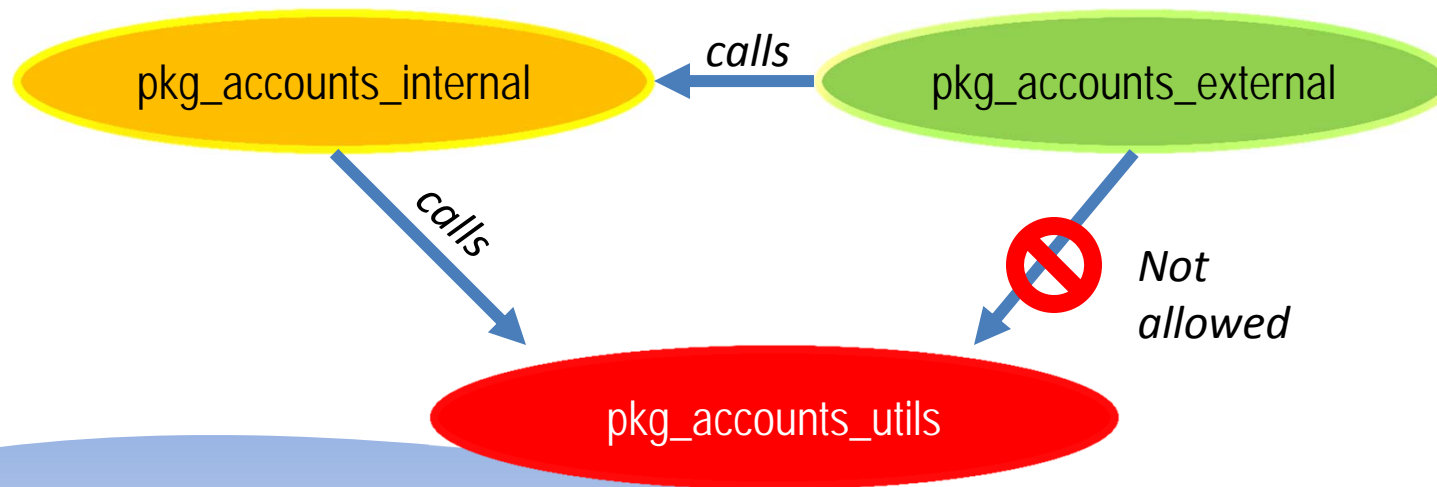 calls
pkg_accounts_internal
pkg_accounts_external
calls
Not
allowed
pkg_accounts_utils